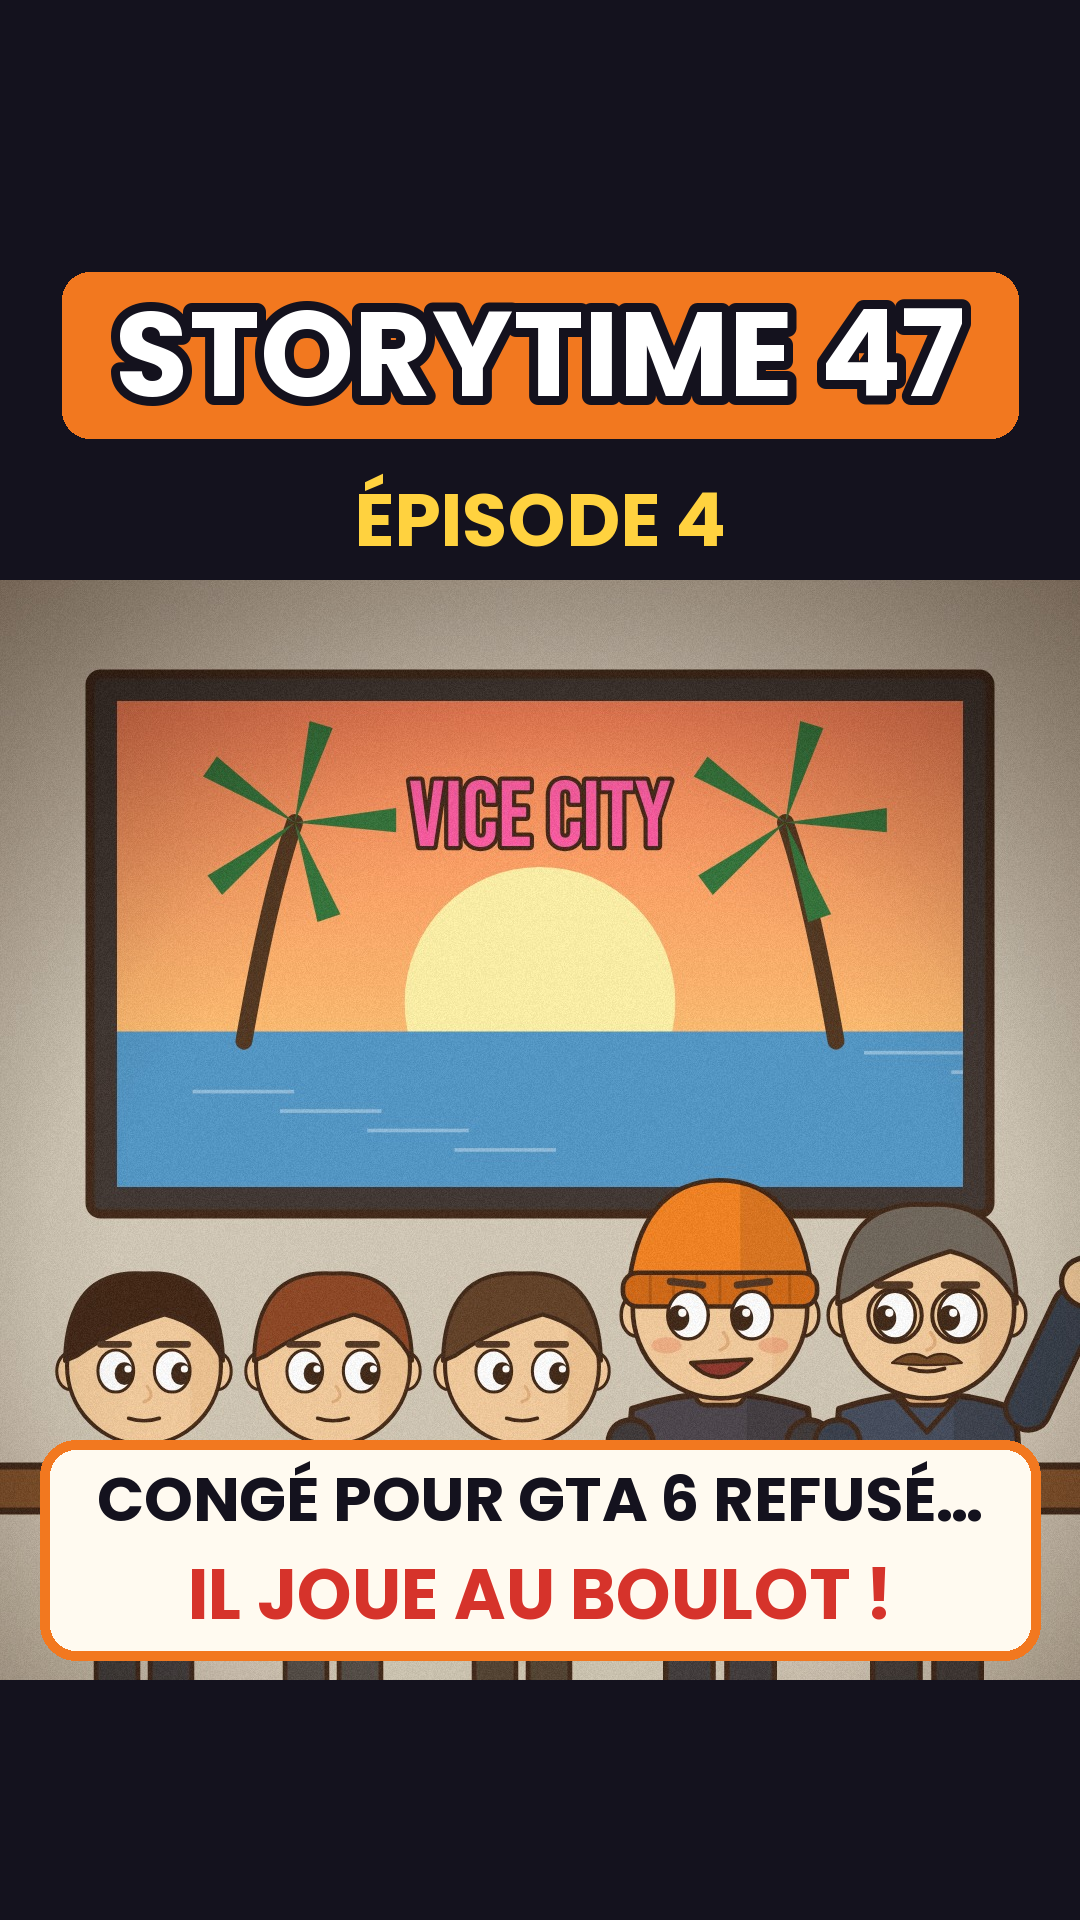 STORYTIME 47
ÉPISODE 4
VICE CITY
CONGÉ POUR GTA 6 REFUSÉ...
IL JOUE AU BOULOT !